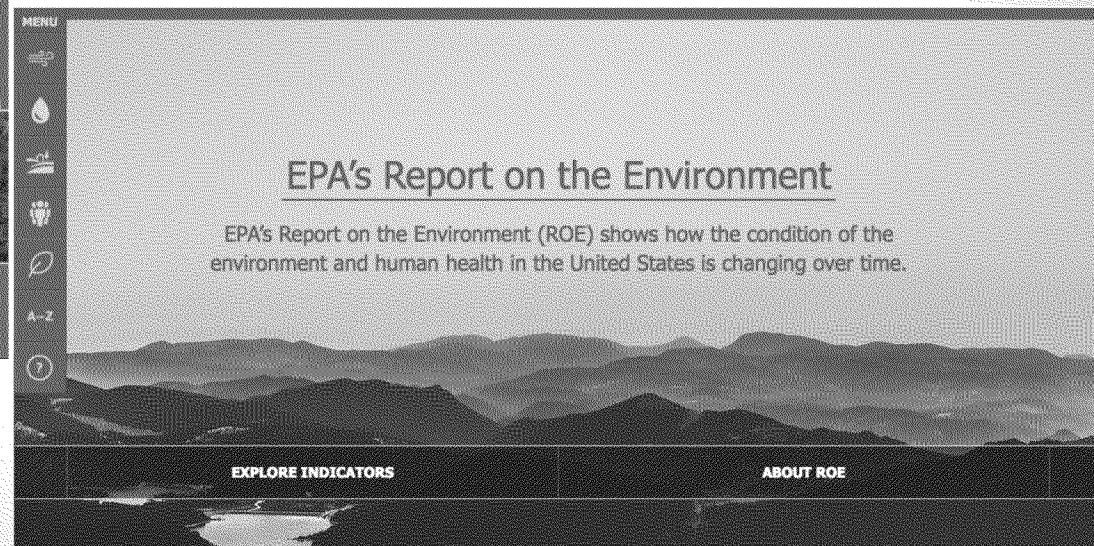 MENU
EPA's Report on the Environment
EPA's Report on the Environment (ROE) shows how the condition of the
environment and human health in the United States is changing over time.
A–Z
?
EXPLORE INDICATORS
ABOUT ROE